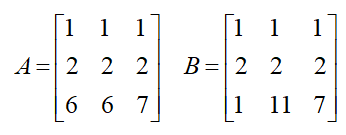 A = [1 1 1; 2 2 2; 6 6 7] B = [1 1 1; 2 2 2; 1 11 7]